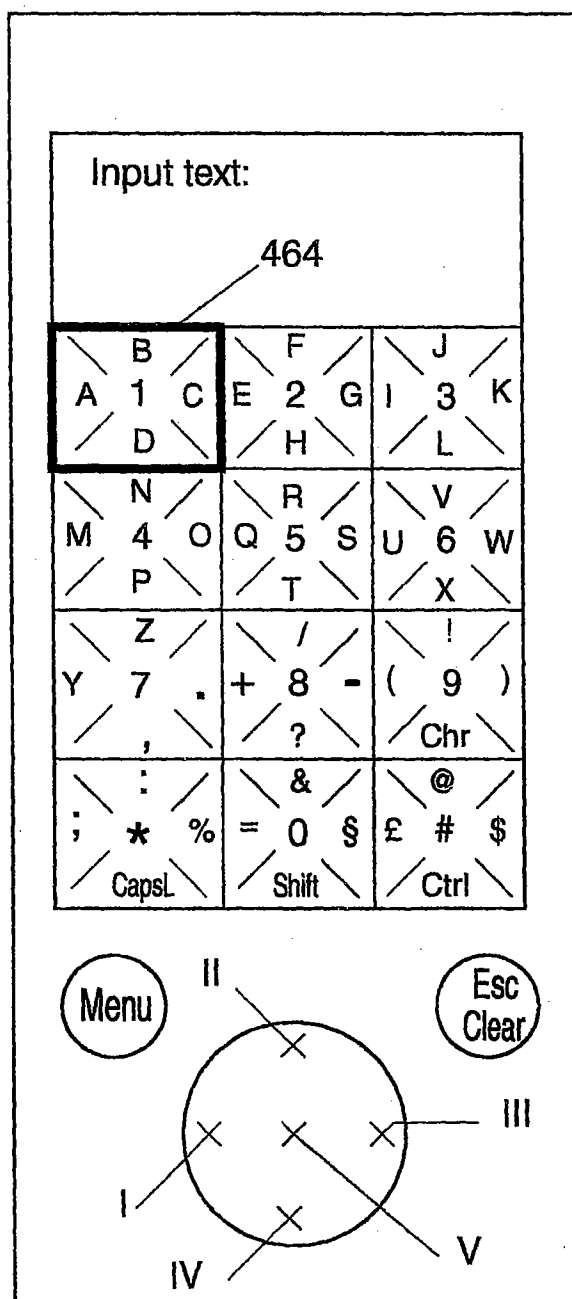 Input text:
464
B F J
A 1 C E 2 G I 3 K
D H L
N R V
M 4 O Q 5 S U 6 W
P T X
Z / !
Y 7 . + 8 - ( 9 )
, ? Chr
: & @
; * % = 0 § £ # $
CapsL Shift Ctrl
Menu
II
Esc
Clear
III
I
IV
V